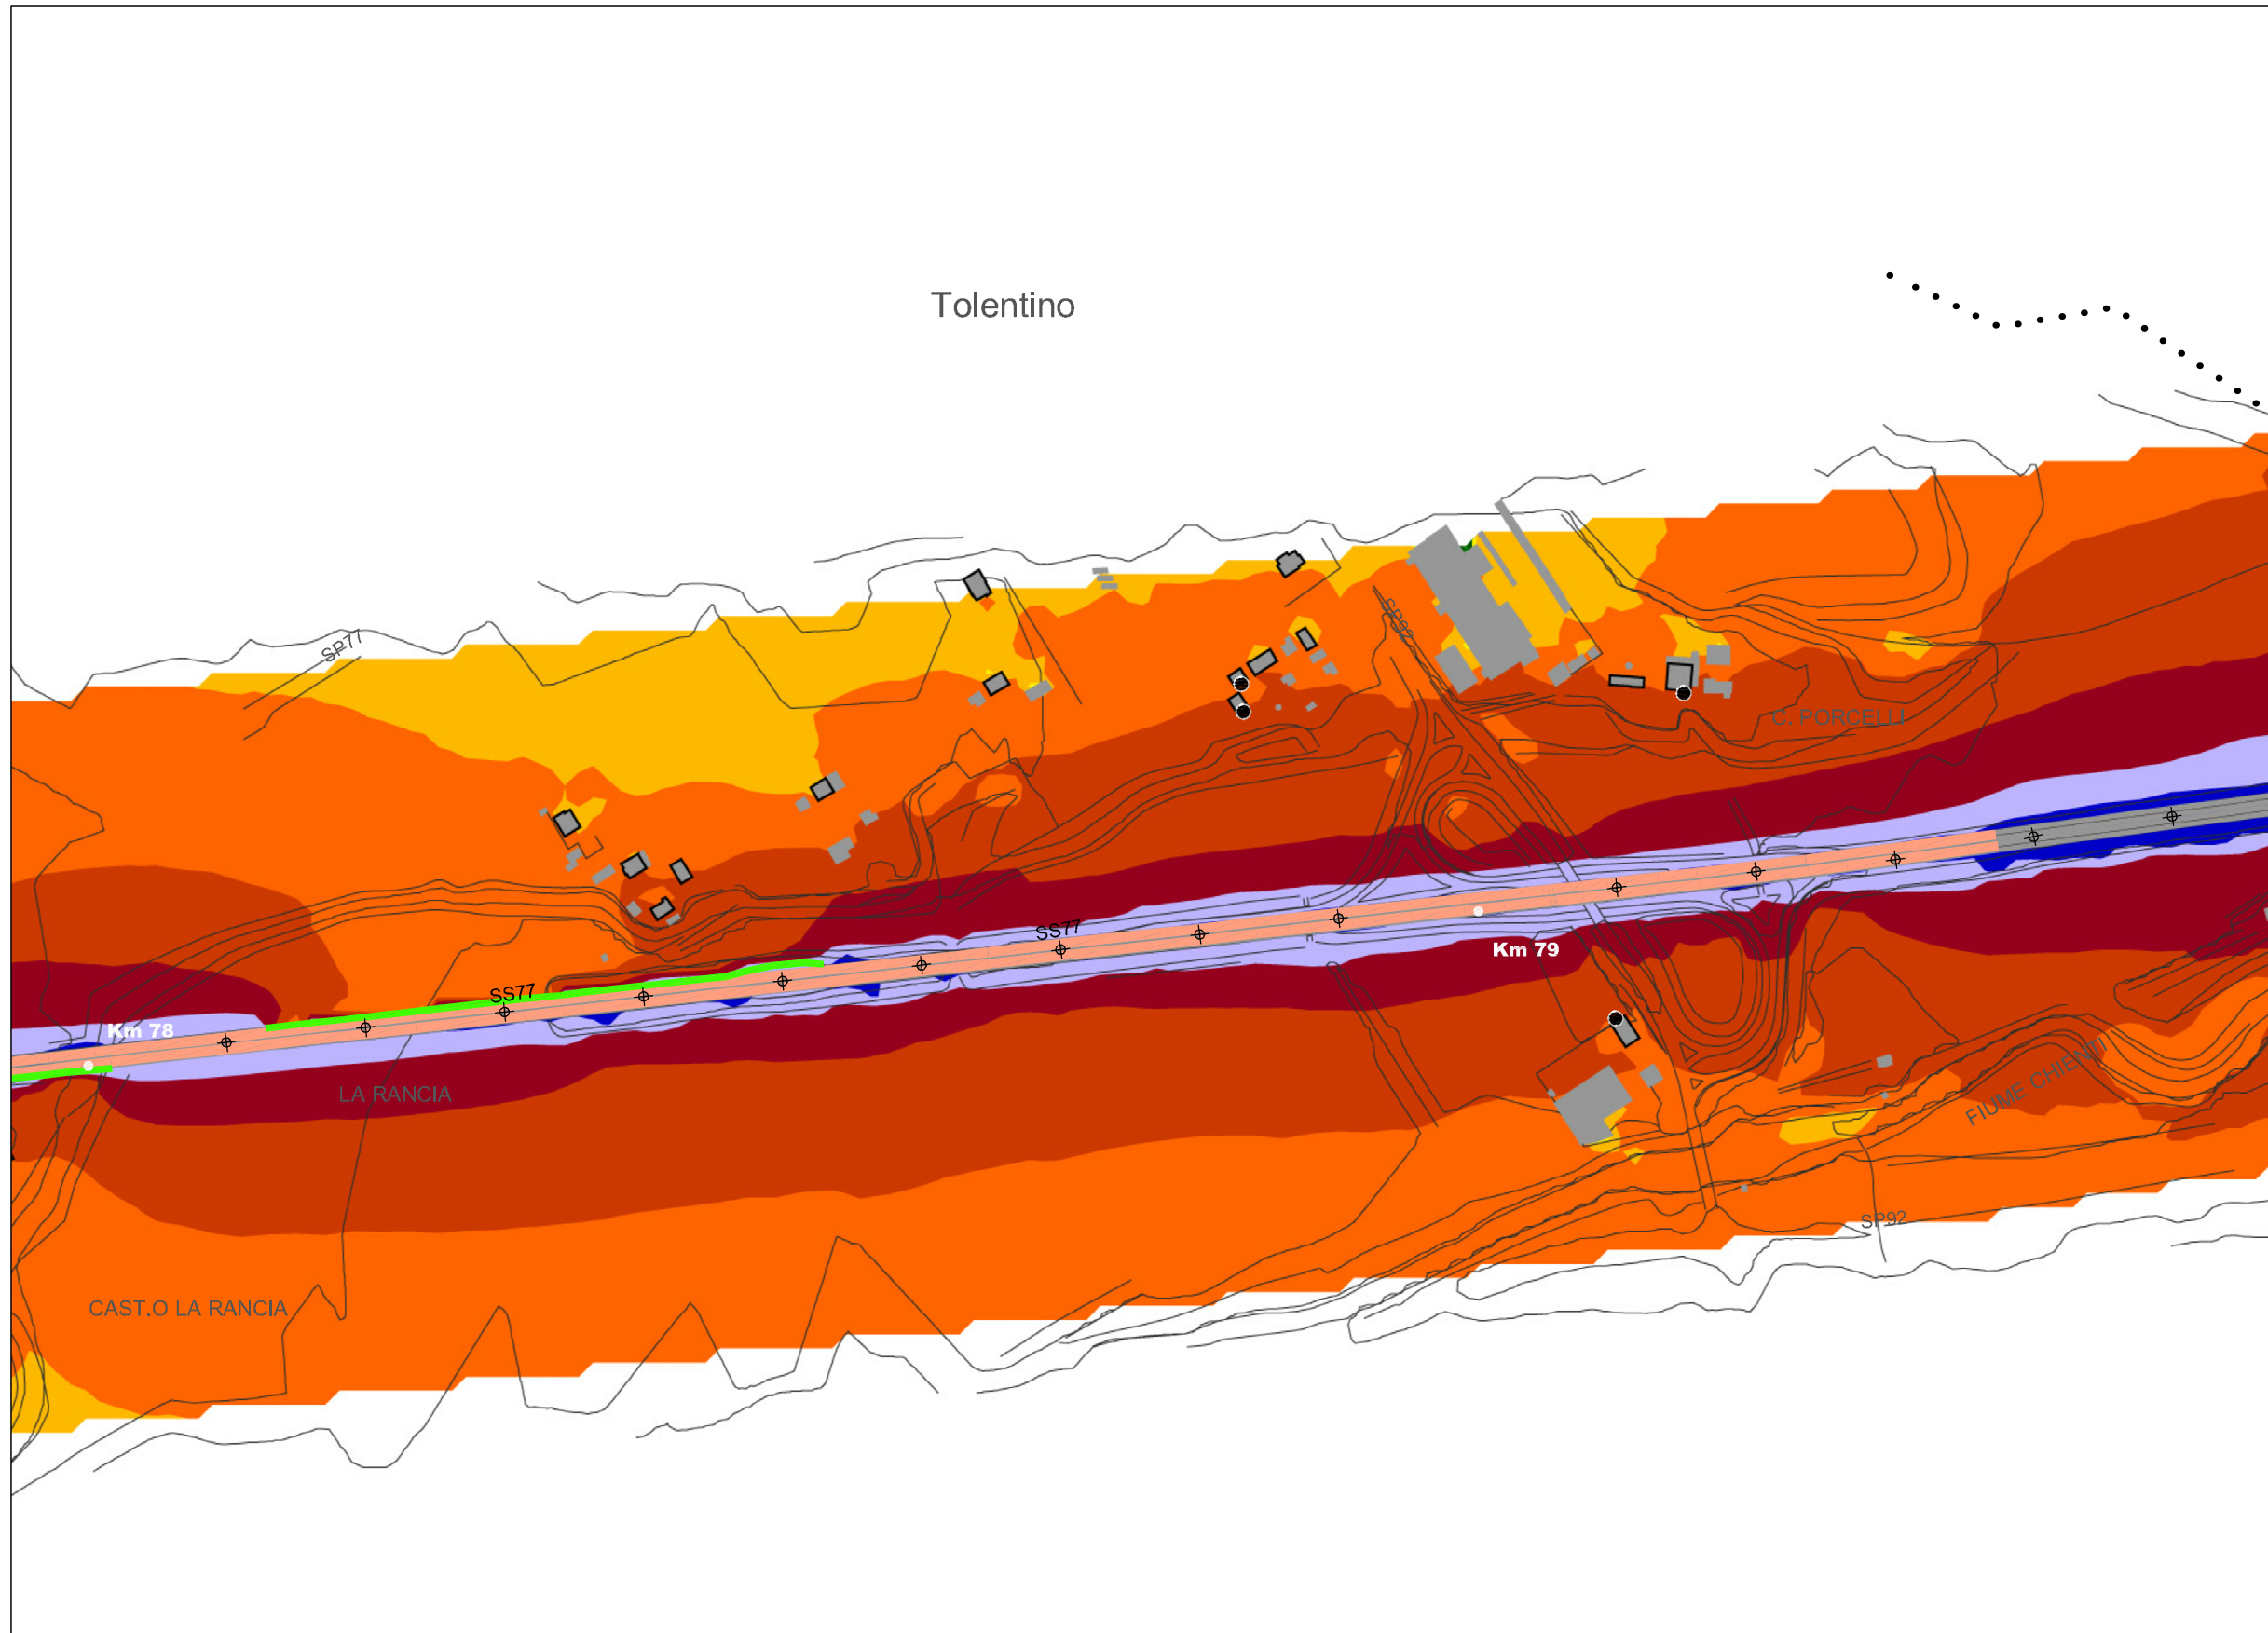 Tolentino
SP77
SP92
C. PORCELLI
SS77
Km 79
SS77
Km 78
LA RANCIA
FIUME CHIENTI
SP92
CAST.O LA RANCIA